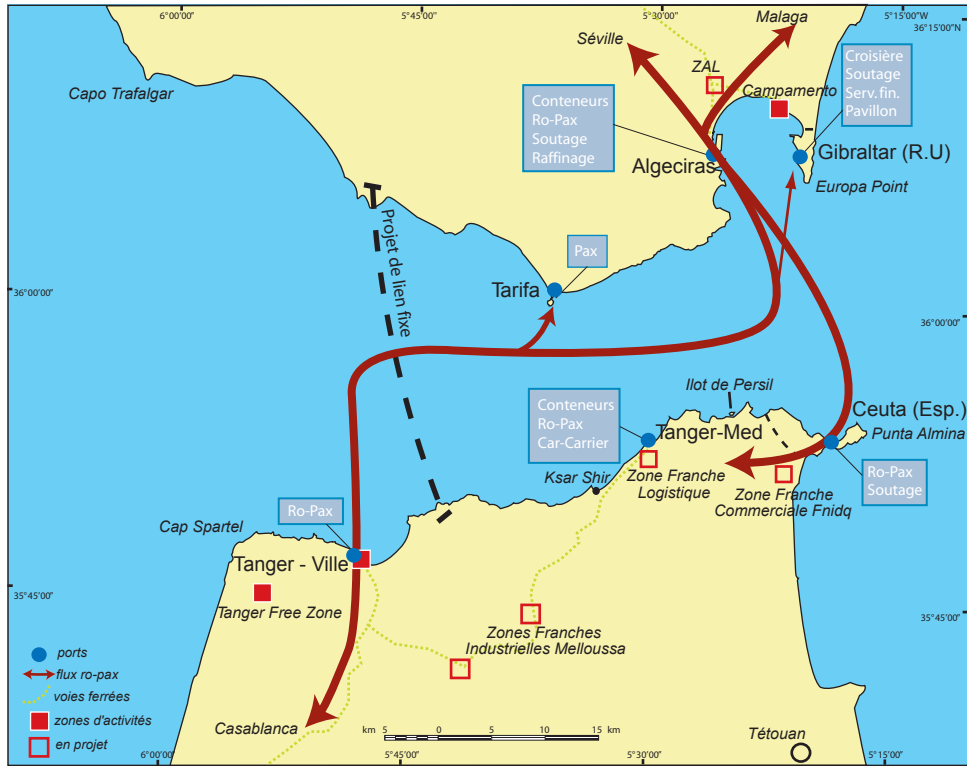 6°00'00"
5°45'00"
5°30'00"
5°15'00"W
36°15'00"N
Malaga
Séville
Croisière
Soutage
Serv.fin.
Pavillon
ZAL
Capo Trafalgar
Campamento
Conteneurs
Ro-Pax
Soutage
Raffinage
Gibraltar (R.U)
Algeciras
Europa Point
Projet de lien fixe
Pax
Tarifa
36°00'00"
36°00'00"
Ilot de Persil
Ceuta (Esp.)
Conteneurs
Ro-Pax
Car-Carrier
Tanger-Med
Punta Almina
Ro-Pax
Soutage
Ksar Shir
Zone Franche
Logistique
Zone Franche
Commerciale Fnidq
Ro-Pax
Cap Spartel
Tanger - Ville
35°45'00"
35°45'00"
Tanger Free Zone
Zones Franches
Industrielles Melloussa
ports
flux ro-pax
voies ferrées
zones d'activités
en projet
Casablanca
km 5 0 5 10 15 km
Tétouan
6°00'00"
5°45'00"
5°30'00"
5°15'00"